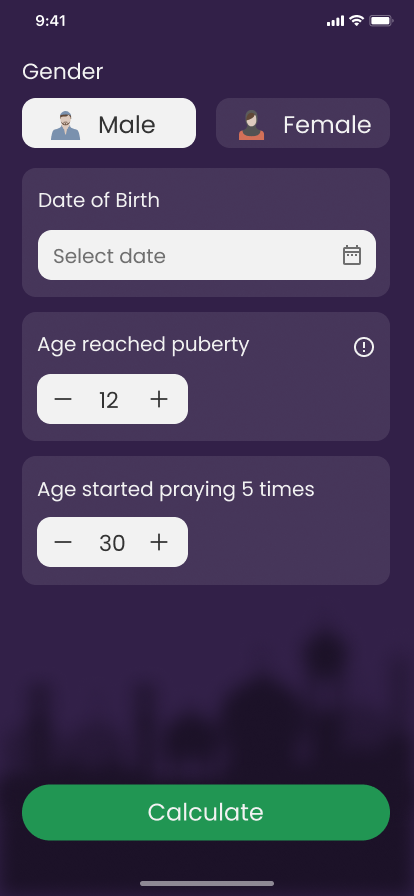 9:41
Gender
Male
Female
Date of Birth
Select date
Age reached puberty
12
Age started praying 5 times
30
Calculate